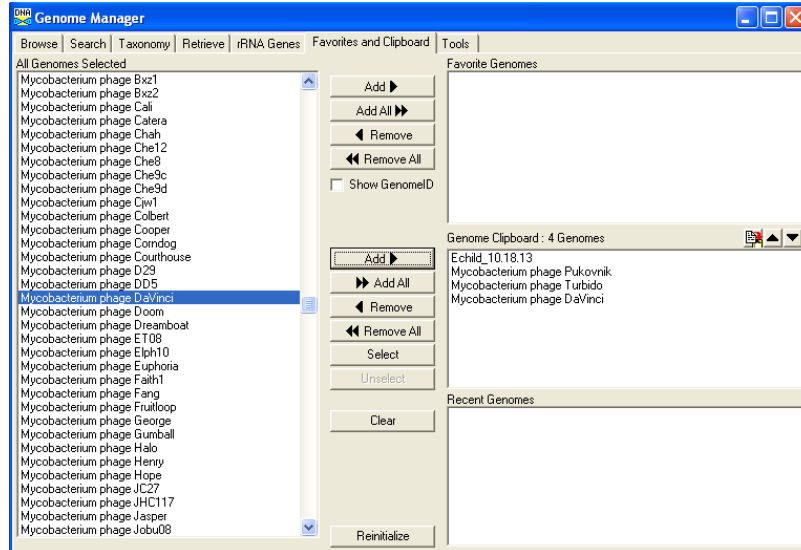 DNA
Genome Manager
Browse Search Taxonomy Retrieve rRNA Genes Favorites and Clipboard Tools
All Genomes Selected
Mycobacterium phage Bxz1
Mycobacterium phage Bxz2
Mycobacterium phage Cali
Mycobacterium phage Catera
Mycobacterium phage Chah
Mycobacterium phage Che12
Mycobacterium phage Che8
Mycobacterium phage Che9c
Mycobacterium phage Che9d
Mycobacterium phage Cjw1
Mycobacterium phage Colbert
Mycobacterium phage Cooper
Mycobacterium phage Corndog
Mycobacterium phage Courthouse
Mycobacterium phage D29
Mycobacterium phage DD5
Mycobacterium phage DaVinci
Mycobacterium phage Doom
Mycobacterium phage Dreamboat
Mycobacterium phage ET08
Mycobacterium phage Elph10
Mycobacterium phage Euphoria
Mycobacterium phage Faith1
Mycobacterium phage Fang
Mycobacterium phage Fruitloop
Mycobacterium phage George
Mycobacterium phage Gumball
Mycobacterium phage Halo
Mycobacterium phage Henry
Mycobacterium phage Hope
Mycobacterium phage JC27
Mycobacterium phage JHC117
Mycobacterium phage Jasper
Mycobacterium phage Jobu08
Add
Add All
Remove
Remove All
Show GenomeID
Add
Add All
Remove
Remove All
Select
Unselect
Clear
Reinitialize
Favorite Genomes
Genome Clipboard : 4 Genomes
Echild_10.18.13
Mycobacterium phage Pukovnik
Mycobacterium phage Turbido
Mycobacterium phage DaVinci
Recent Genomes